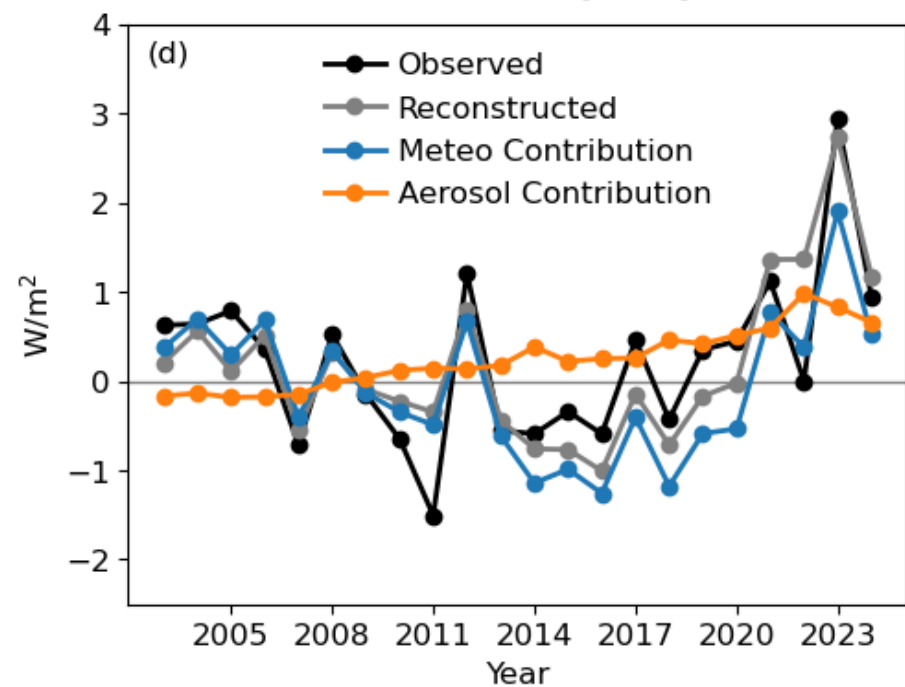 (d)
Observed
Reconstructed
Meteo Contribution
Aerosol Contribution
4
3
2
1
0
−1
−2
W/m²
2005 2008 2011 2014 2017 2020 2023
Year